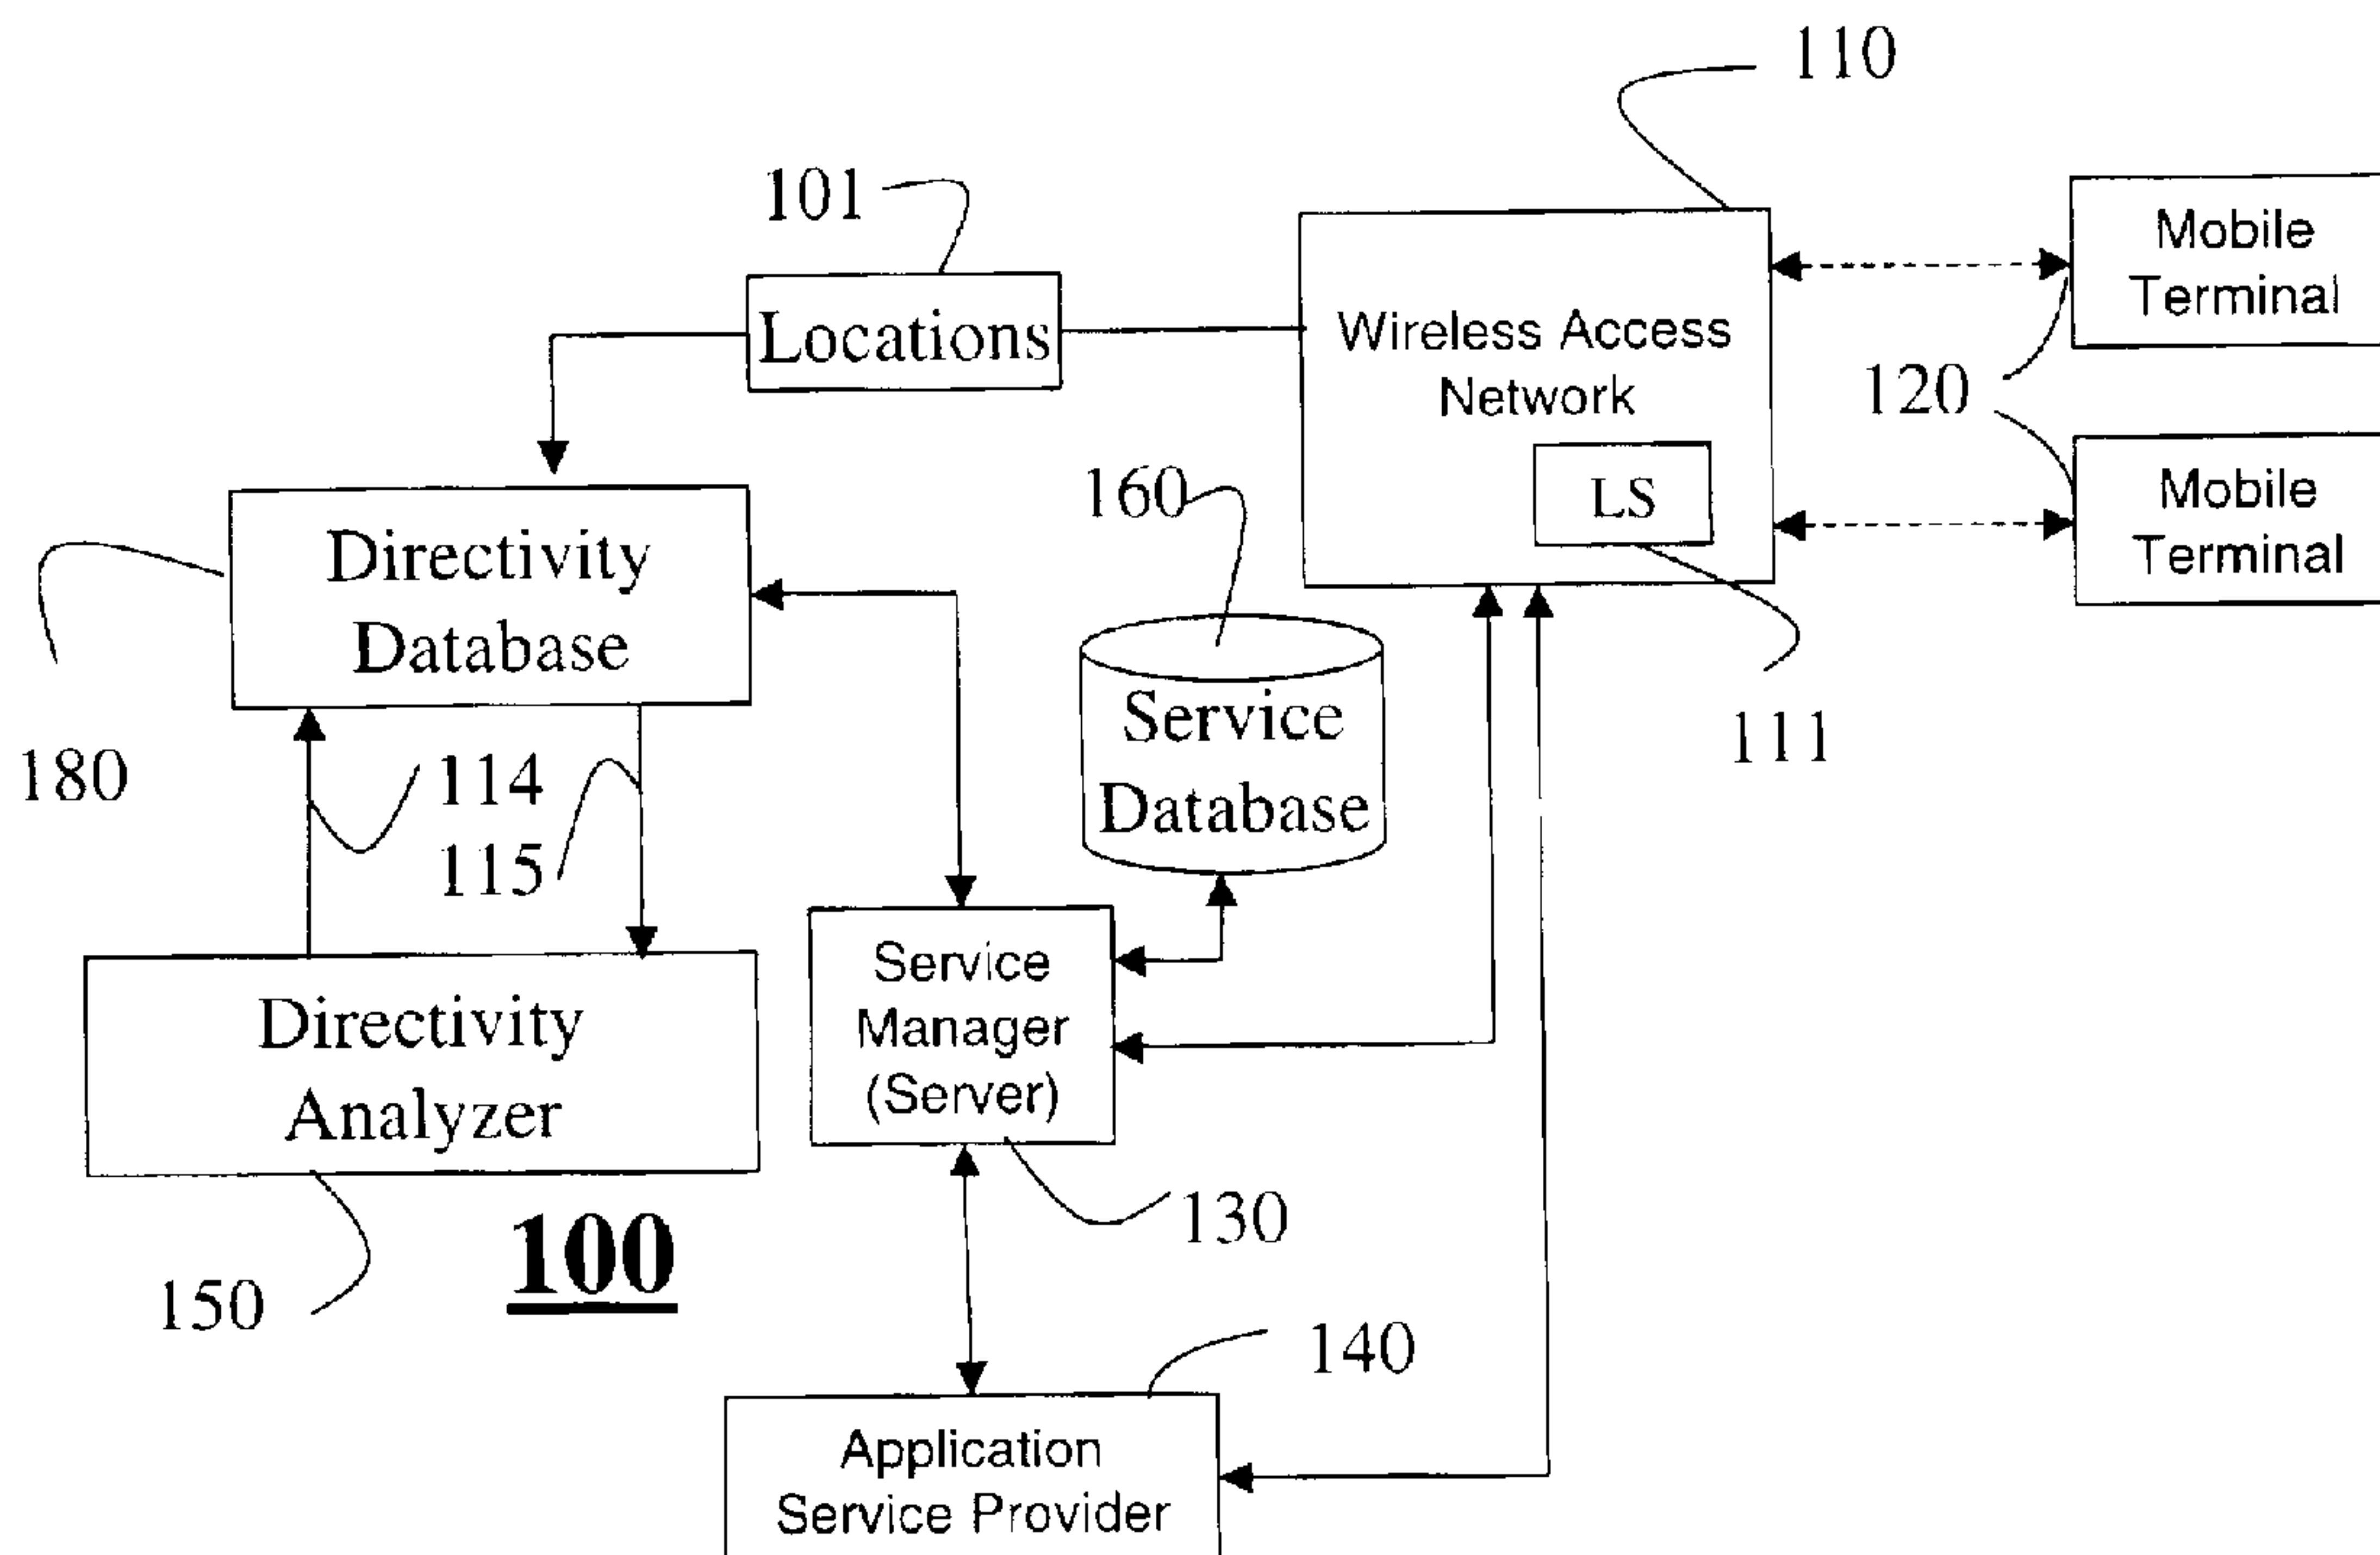 110
101
Mobile
Terminal
Locations
Wireless Access
Network
120
LS
160
Mobile
Terminal
Directivity
Database
Service
Database
111
180
114
115
Service
Manager
(Server)
Directivity
Analyzer
130
100
150
140
Application
Service Provider